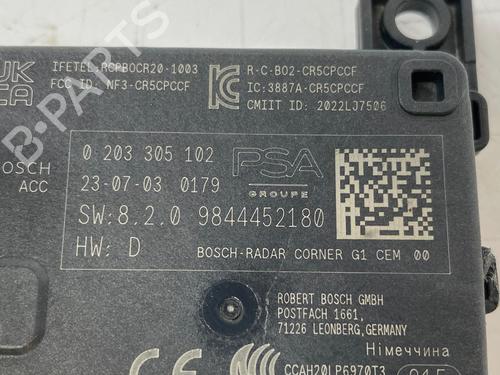 UK
CA
IFETEL:RCPBOCR20-1003
FCC ID: NF3-CR5CPCCF
R-C-BO2-CR5CPCCF
IC:3887A-CR5CPCCF
CMIIT ID: 2022LJ7506
BOSCH
ACC
0 203 305 102
23-07-03 0179
PSA
GROUPE
SW:8.2.0 9844452180
HW: D
BOSCH-RADAR CORNER G1 CEM 00
ROBERT BOSCH GMBH
POSTFACH 1661,
71226 LEONBERG,GERMANY
Німеччина
CE
CCAH20LP6970T3
B-PARTS